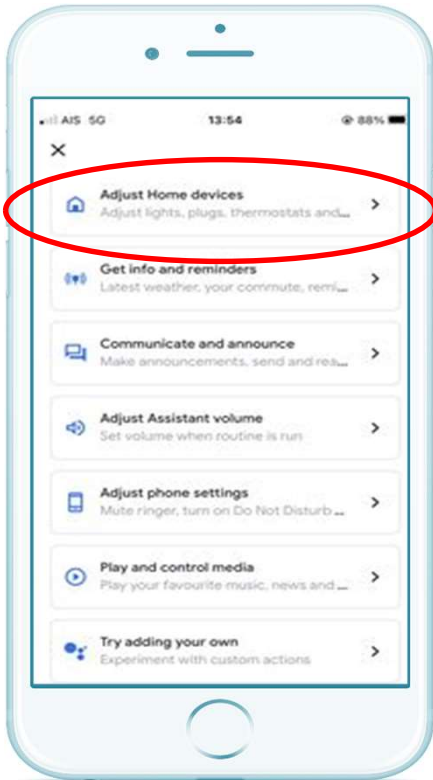 AIS 5G 13:54 88%
Adjust Home devices
Adjust lights, plugs, thermostats and...
Get info and reminders
Latest weather, your commute, remi...
Communicate and announce
Make announcements, send and rea...
Adjust Assistant volume
Set volume when routine is run
Adjust phone settings
Mute ringer, turn on Do Not Disturb ...
Play and control media
Play your favourite music, news and ...
Try adding your own
Experiment with custom actions